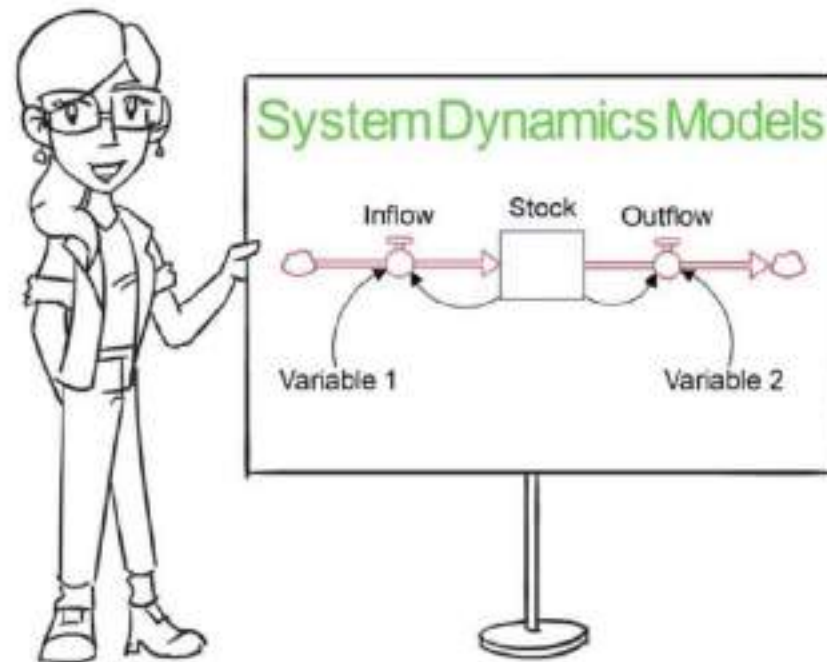 System Dynamics Models
Inflow
Stock
Outflow
Variable 1
Variable 2